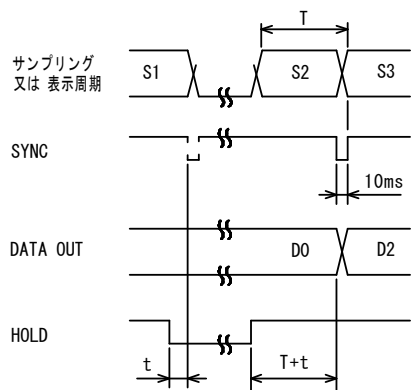 T
サンプリング
又は 表示周期
S1
S2
S3
SYNC
10ms
DATA OUT
D0
D2
HOLD
t
T+t